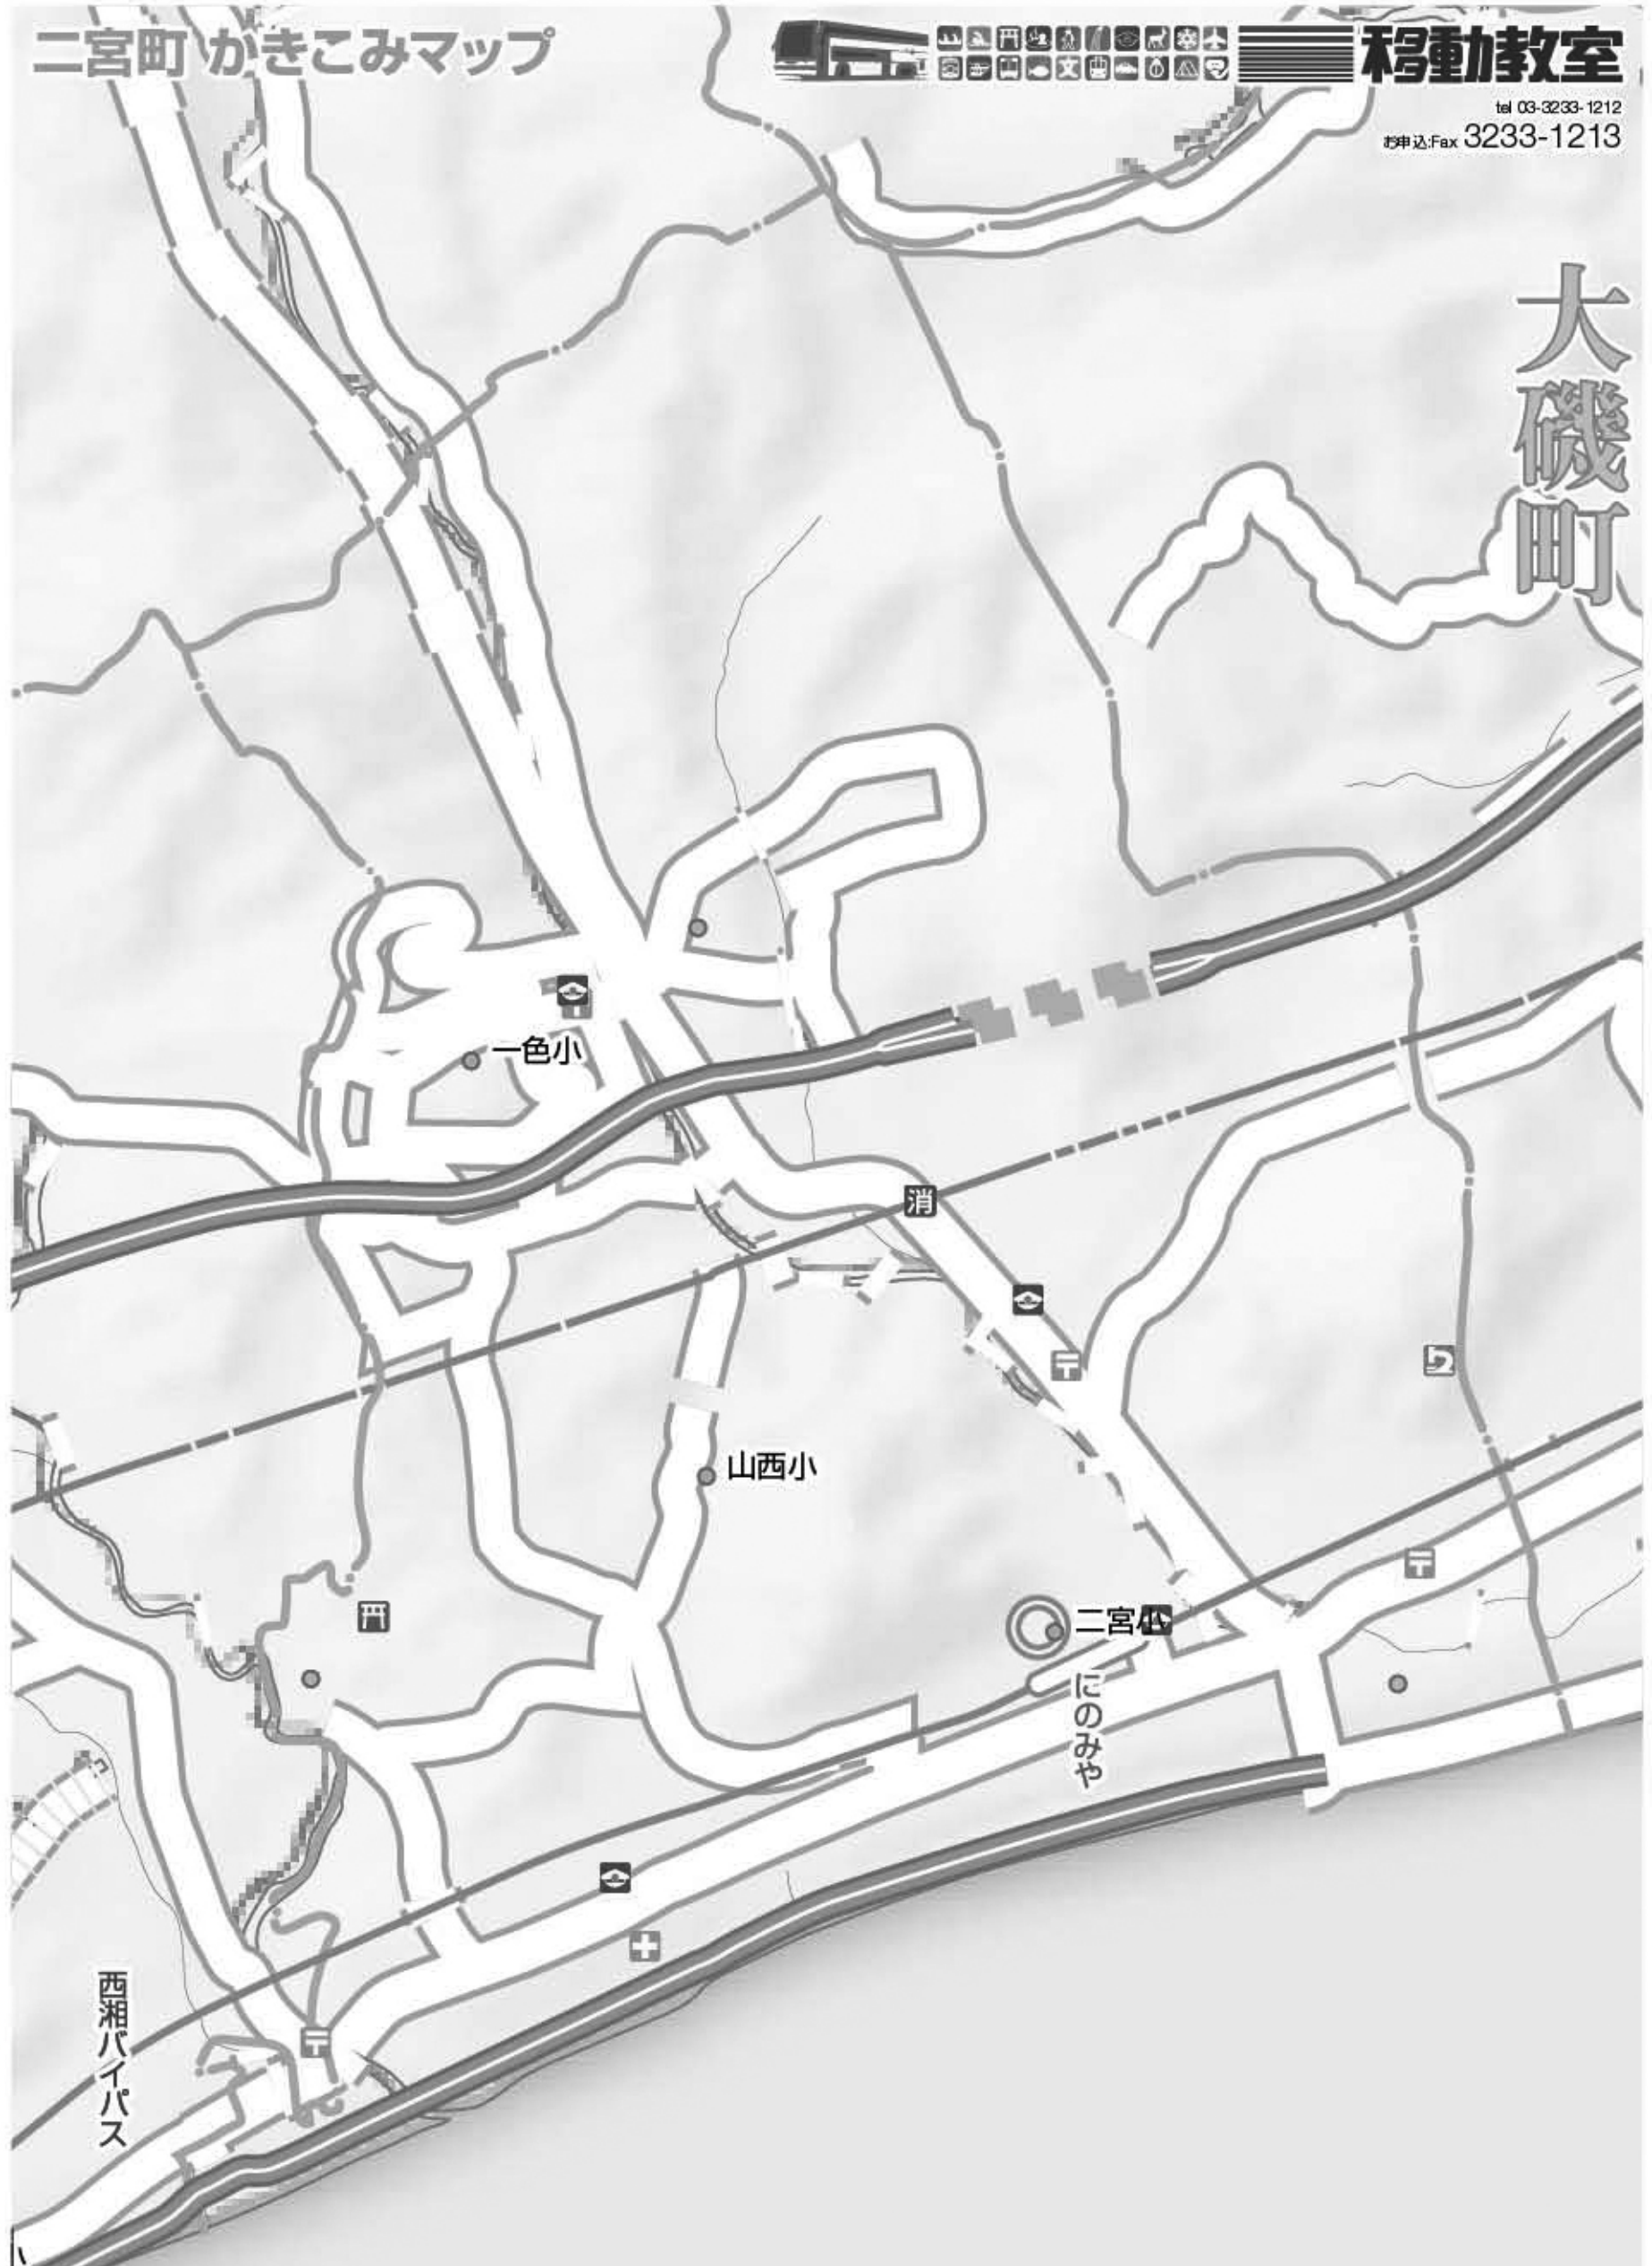 二宮町 かきこみマップ
移動教室
tel 03-3233-1212
お申込:Fax 3233-1213
大磯町
一色小
消
山西小
二宮小
にのみや
西湘バイパス